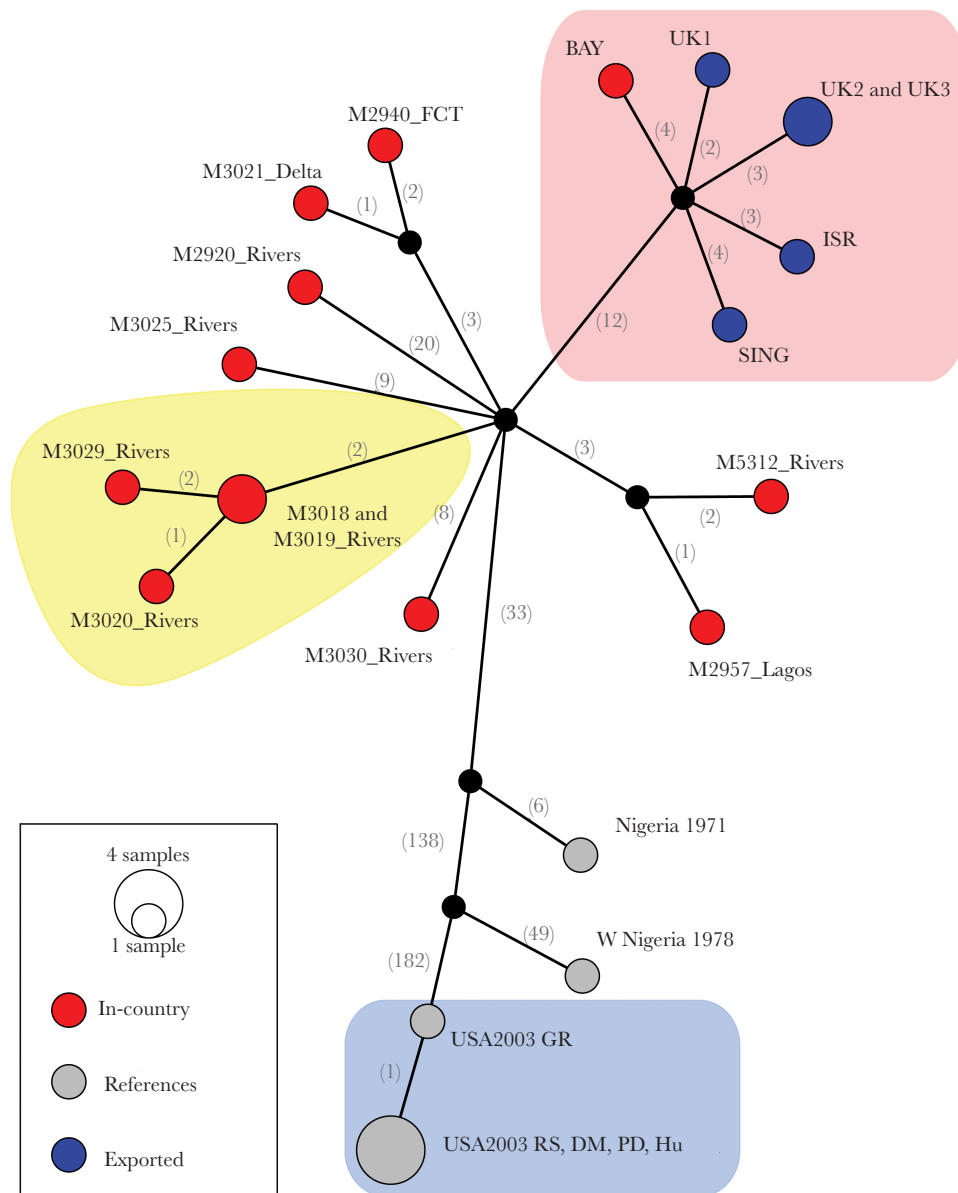 BAY
UK1
UK2 and UK3
(4)
(2)
(3)
(3)
(4)
ISR
SING
(12)
M2940_FCT
M3021_Delta
(2)
(1)
M2920_Rivers
(3)
M3025_Rivers
(20)
(9)
M3029_Rivers
(2)
(2)
M3018 and
M3019_Rivers
(1)
M3020_Rivers
(8)
M3030_Rivers
(3)
M5312_Rivers
(2)
(1)
M2957_Lagos
(33)
(6)
Nigeria 1971
(138)
(49)
W Nigeria 1978
(182)
USA2003 GR
(1)
USA2003 RS, DM, PD, Hu
4 samples
1 sample
In-country
References
Exported